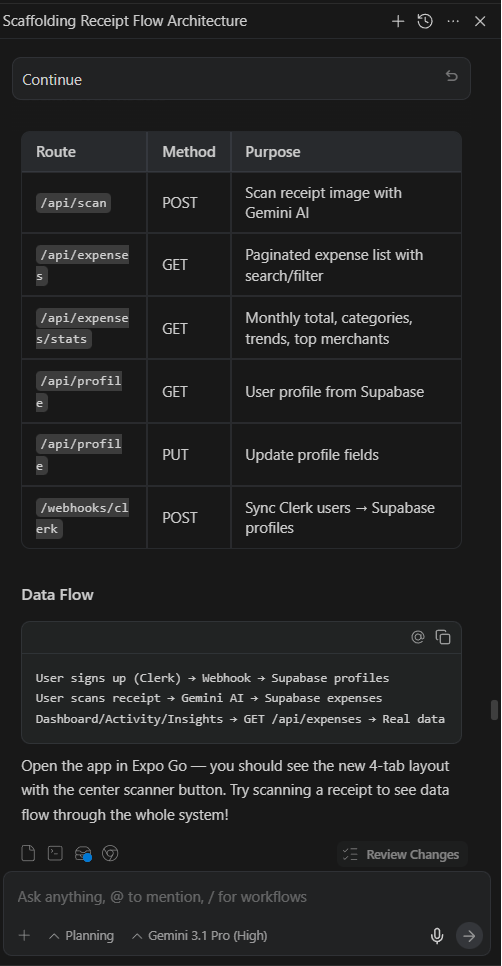 Scaffolding Receipt Flow Architecture
Continue
Route Method Purpose
/api/scan POST Scan receipt image with
Gemini AI
/api/expense
s GET Paginated expense list with
search/filter
/api/expense
s/stats GET Monthly total, categories,
trends, top merchants
/api/profil
e GET User profile from Supabase
/api/profil
e PUT Update profile fields
/webhooks/cl
erk POST Sync Clerk users → Supabase
profiles
Data Flow
User signs up (Clerk) → Webhook → Supabase profiles
User scans receipt → Gemini AI → Supabase expenses
Dashboard/Activity/Insights → GET /api/expenses → Real data
Open the app in Expo Go — you should see the new 4-tab layout
with the center scanner button. Try scanning a receipt to see data
flow through the whole system!
Review Changes
Ask anything, @ to mention, / for workflows
Planning Gemini 3.1 Pro (High)